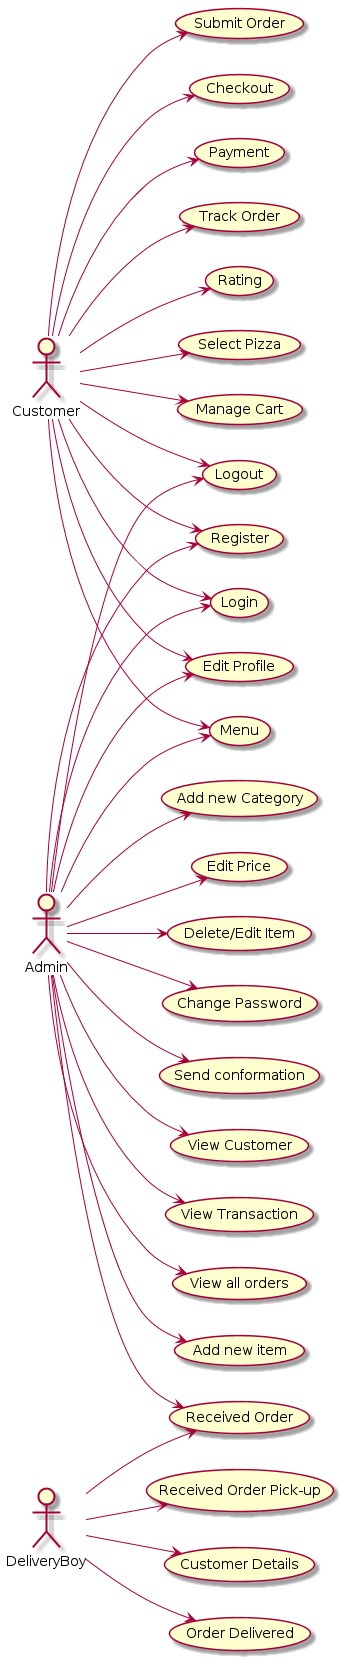 Submit Order
Checkout
Payment
Track Order
Rating
Select Pizza
Customer
Manage Cart
Logout
Register
Login
Edit Profile
Menu
Add new Category
Edit Price
Delete/Edit Item
Admin
Change Password
Send conformation
View Customer
View Transaction
View all orders
Add new item
Received Order
Received Order Pick-up
DeliveryBoy
Customer Details
Order Delivered